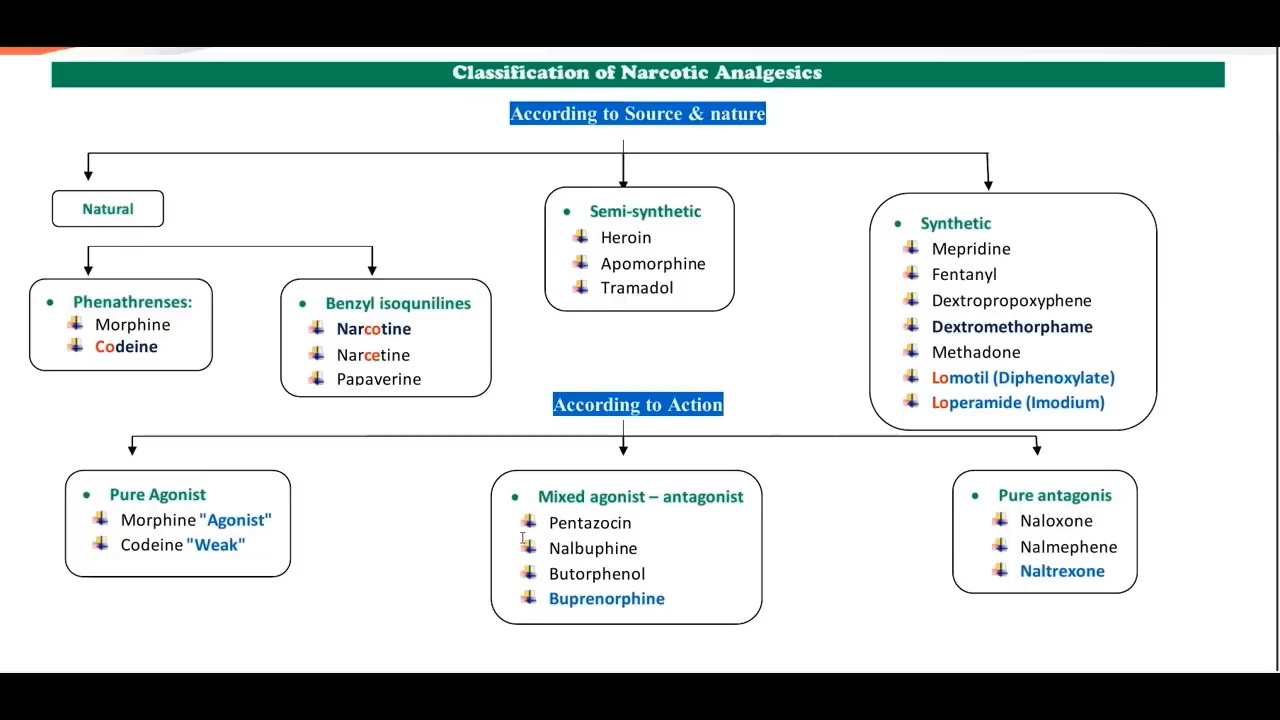 Classification of Narcotic Analgesics
According to Source & nature
Natural
Phenathrenses:
Morphine
Codeine
Benzyl isoqunilines
Narcotine
Narcetine
Papaverine
Semi-synthetic
Heroin
Apomorphine
Tramadol
Synthetic
Mepridine
Fentanyl
Dextropropoxyphene
Dextromethorphame
Methadone
Lomotil (Diphenoxylate)
Loperamide (Imodium)
According to Action
Pure Agonist
Morphine "Agonist"
Codeine "Weak"
Mixed agonist – antagonist
Pentazocin
Nalbuphine
Butorphenol
Buprenorphine
Pure antagonis
Naloxone
Nalmephene
Naltrexone